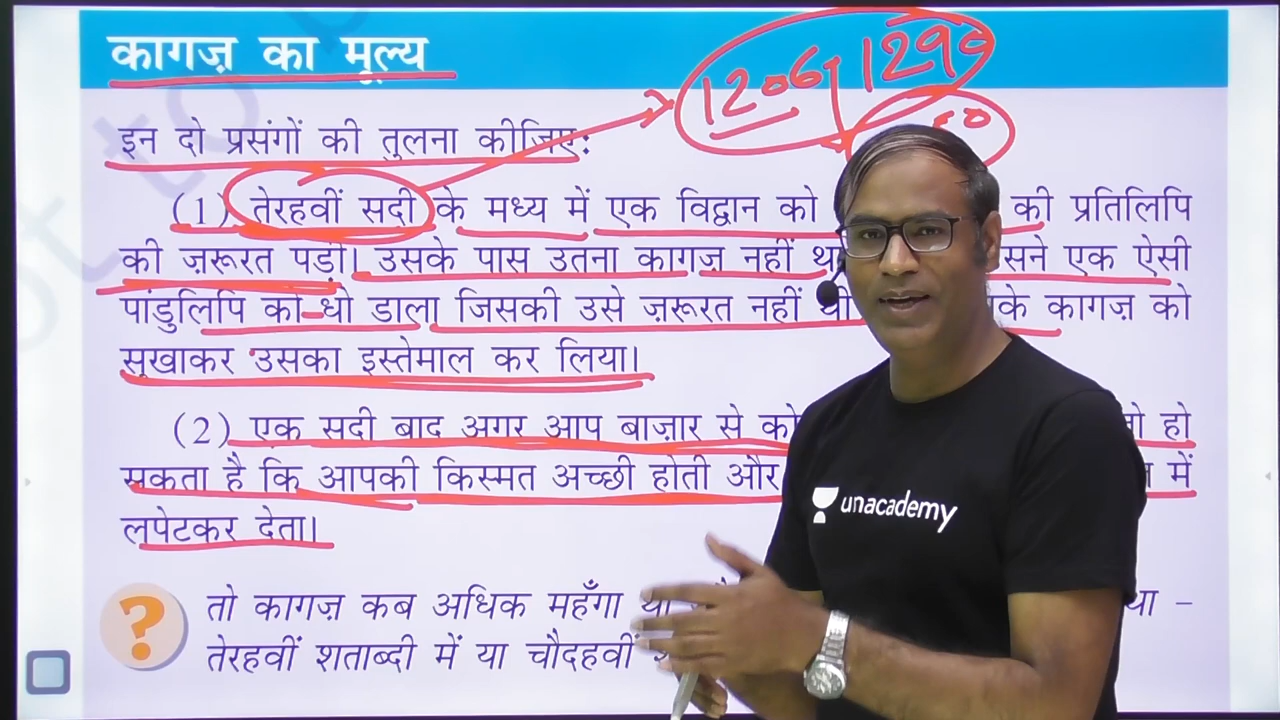 कागज़ का मूल्य
1206 1299
इन दो प्रसंगों की तुलना कीजिए:
(1) तेरहवीं सदी के मध्य में एक विद्वान को की प्रतिलिपि
की ज़रूरत पड़ी। उसके पास उतना कागज़ नहीं एक ऐसी
पांडुलिपि को धो डाला जिसकी उसे ज़रूरत नहीं थी कागज़ को
सुखाकर उसका इस्तेमाल कर लिया।
(2) एक सदी बाद अगर आप बाज़ार से हो
सकता है कि आपकी किस्मत अच्छी होती और में
लपेटकर देता।
unacademy
? तो कागज़ कब अधिक महँगा था –
तेरहवीं शताब्दी में या चौदहवीं